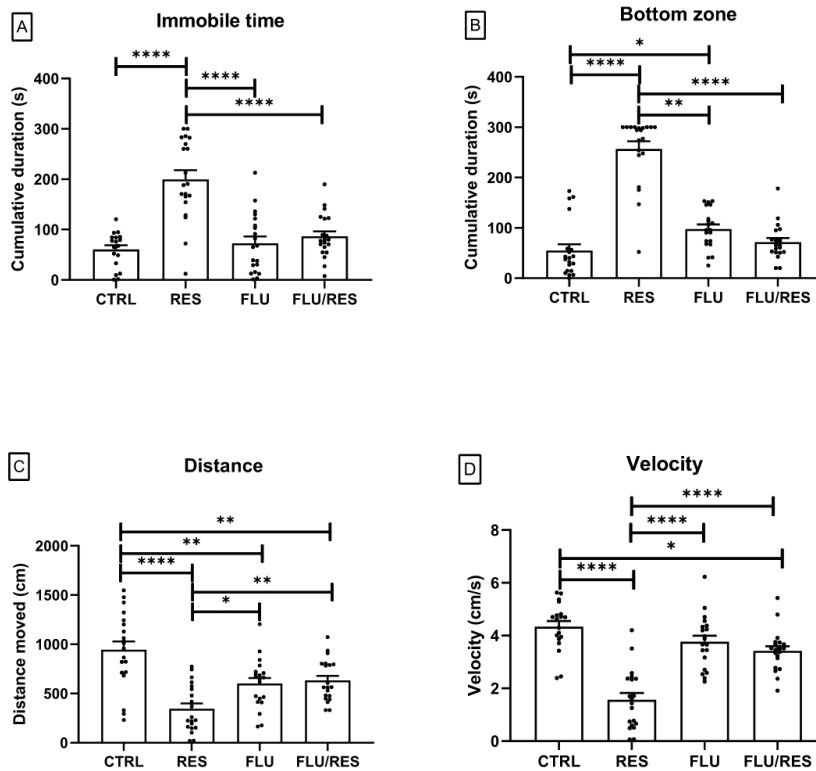 A
Immobile time
****
****
****
Cumulative duration (s)
400
300
200
100
0
CTRL RES FLU FLU/RES
B
Bottom zone
*
****
****
**
Cumulative duration (s)
400
300
200
100
0
CTRL RES FLU FLU/RES
C
Distance
**
**
****
**
*
Distance moved (cm)
2000
1500
1000
500
0
CTRL RES FLU FLU/RES
D
Velocity
****
****
*
****
Velocity (cm/s)
8
6
4
2
0
CTRL RES FLU FLU/RES